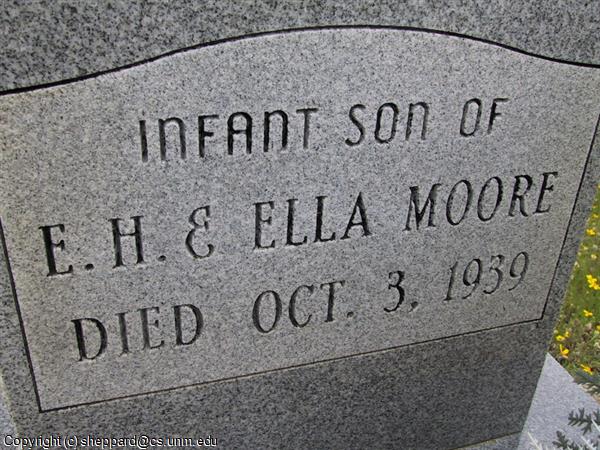 INFANT SON OF
E. H. & ELLA MOORE
DIED OCT. 3, 1939
Copyright (c) sheppard@cs.unm.edu